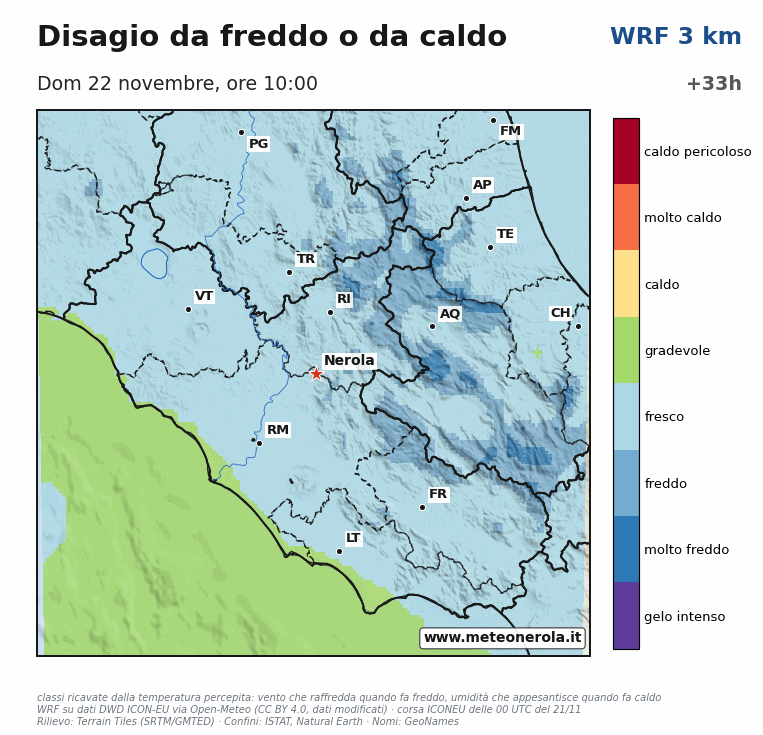 Disagio da freddo o da caldo
WRF 3 km
Dom 22 novembre, ore 10:00
+33h
FM
PG
AP
TE
TR
VT
RI
AQ
CH
Nerola
RM
FR
LT
www.meteonerola.it
caldo pericoloso
molto caldo
caldo
gradevole
fresco
freddo
molto freddo
gelo intenso
classi ricavate dalla temperatura percepita: vento che raffredda quando fa freddo, umidità che appesantisce quando fa caldo
WRF su dati DWD ICON-EU via Open-Meteo (CC BY 4.0, dati modificati) · corsa ICONEU delle 00 UTC del 21/11
Rilievo: Terrain Tiles (SRTM/GMTED) · Confini: ISTAT, Natural Earth · Nomi: GeoNames